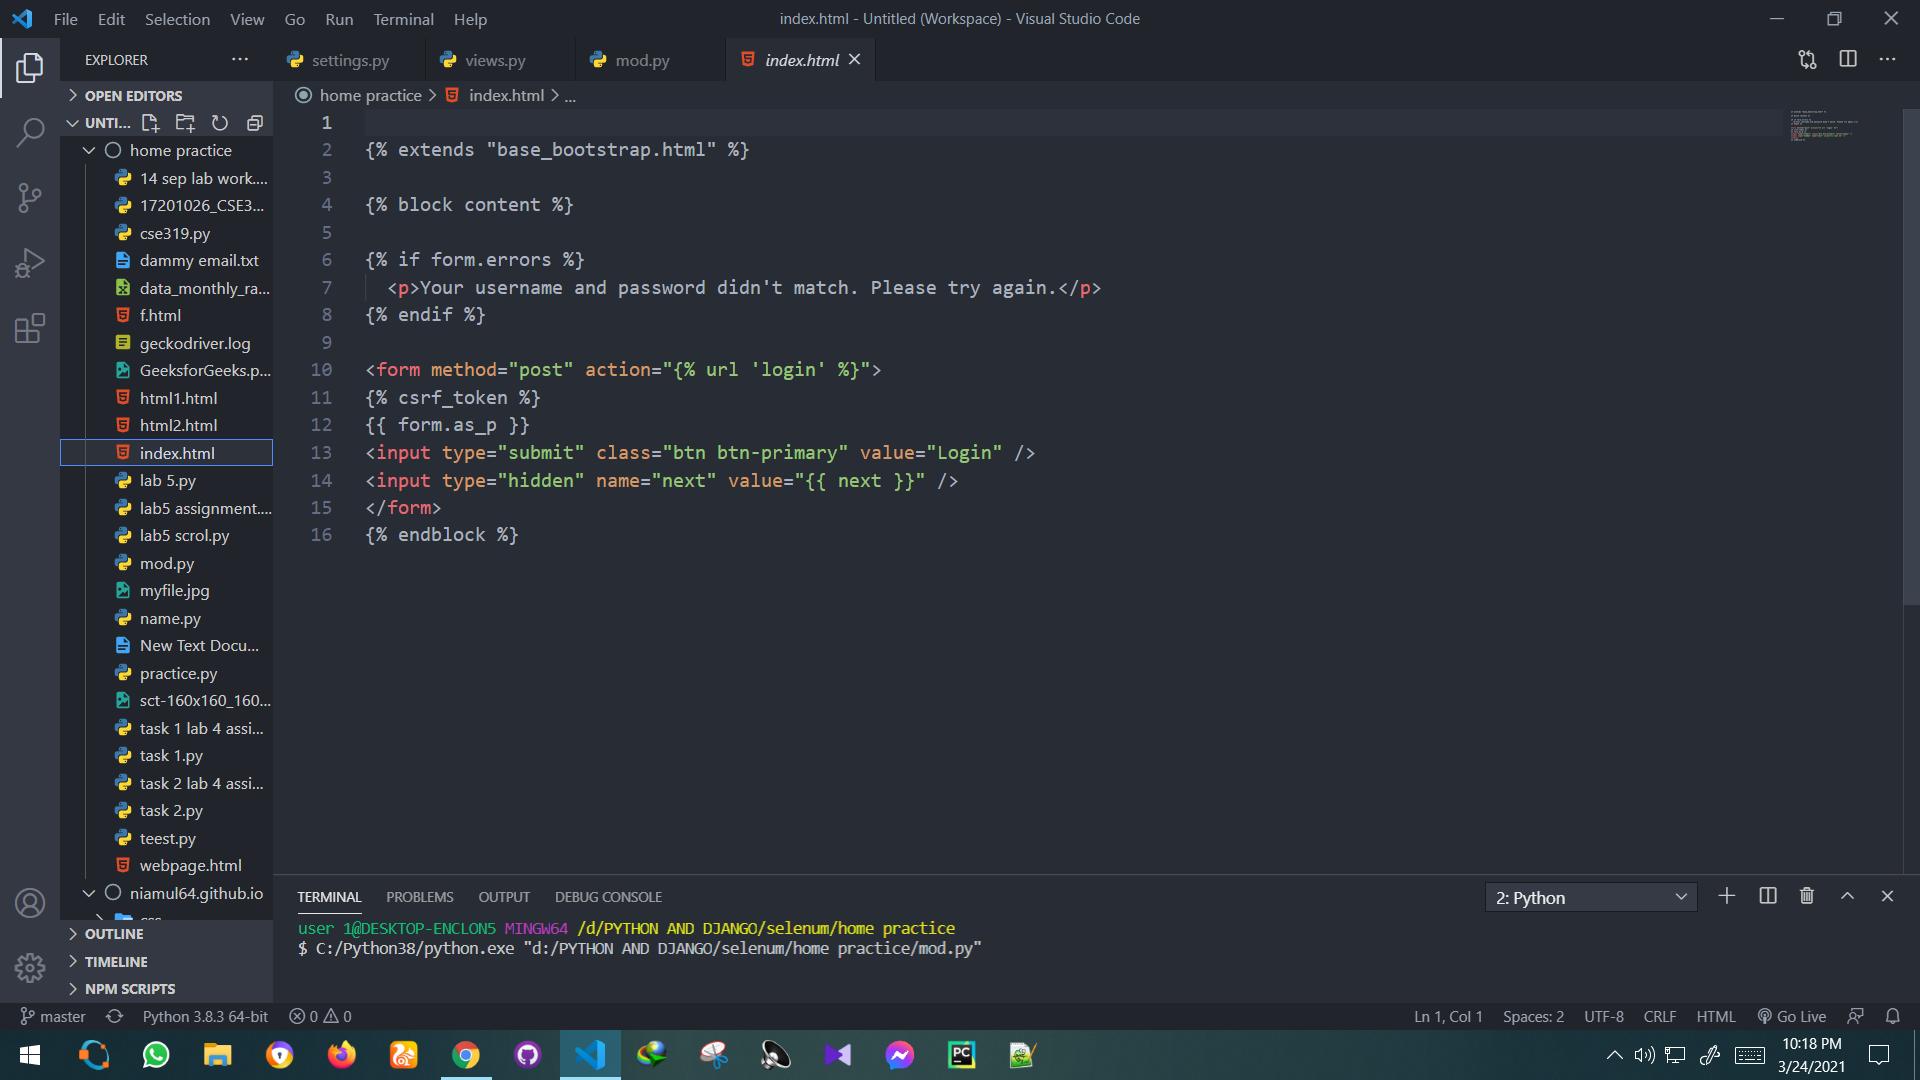 File Edit Selection View Go Run Terminal Help
index.html - Untitled (Workspace) - Visual Studio Code
EXPLORER
settings.py
views.py
mod.py
index.html
OPEN EDITORS
home practice > index.html > ...
UNTI...
home practice
14 sep lab work....
17201026_CSE3...
cse319.py
dammy email.txt
data_monthly_ra...
f.html
geckodriver.log
GeeksforGeeks.p...
html1.html
html2.html
index.html
lab 5.py
lab5 assignment....
lab5 scrol.py
mod.py
myfile.jpg
name.py
New Text Docu...
practice.py
sct-160x160_160...
task 1 lab 4 assi...
task 1.py
task 2 lab 4 assi...
task 2.py
teest.py
webpage.html
niamul64.github.io
OUTLINE
TIMELINE
NPM SCRIPTS
1
2 {% extends "base_bootstrap.html" %}
3
4 {% block content %}
5
6 {% if form.errors %}
7 <p>Your username and password didn't match. Please try again.</p>
8 {% endif %}
9
10 <form method="post" action="{% url 'login' %}">
11 {% csrf_token %}
12 {{ form.as_p }}
13 <input type="submit" class="btn btn-primary" value="Login" />
14 <input type="hidden" name="next" value="{{ next }}" />
15 </form>
16 {% endblock %}
TERMINAL PROBLEMS OUTPUT DEBUG CONSOLE
2: Python
user 1@DESKTOP-ENCLON5 MINGW64 /d/PYTHON AND DJANGO/selenum/home practice
$ C:/Python38/python.exe "d:/PYTHON AND DJANGO/selenum/home practice/mod.py"
master
Python 3.8.3 64-bit
0
0
Ln 1, Col 1
Spaces: 2
UTF-8
CRLF
HTML
Go Live
PC
10:18 PM
3/24/2021